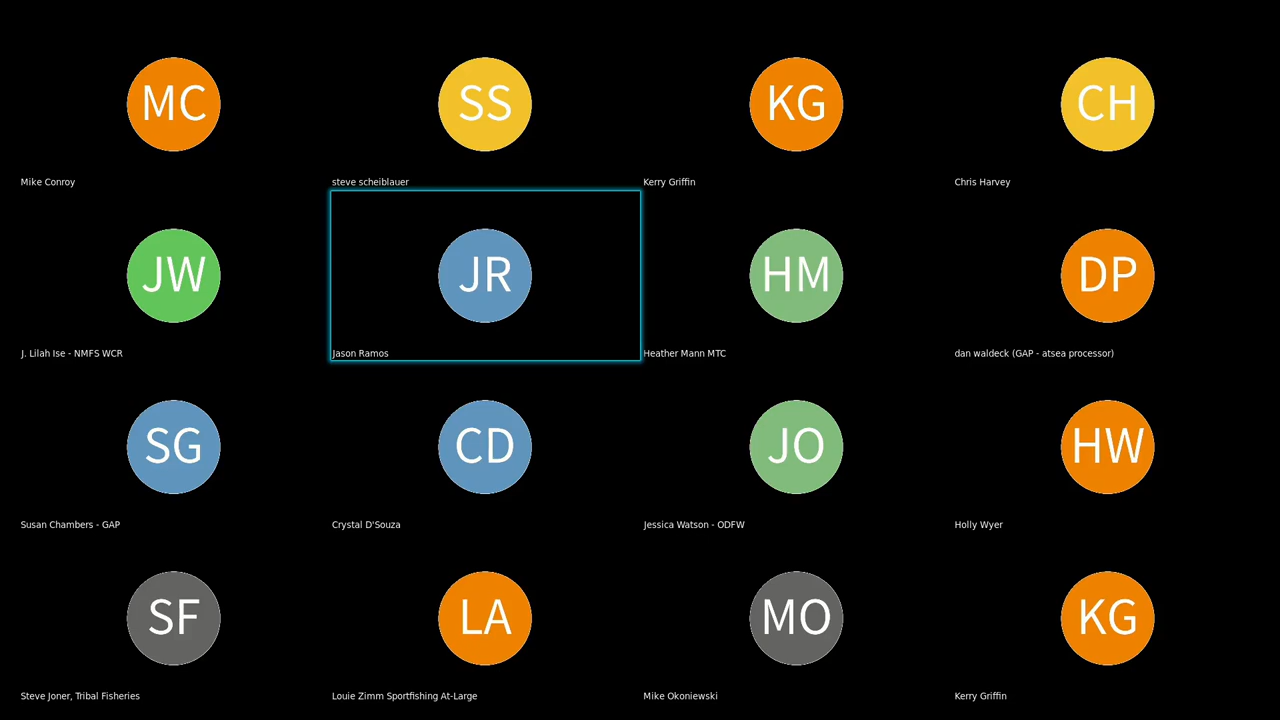 MC
SS
KG
CH
Mike Conroy
steve scheiblauer
Kerry Griffin
Chris Harvey
JW
JR
HM
DP
J. Lilah Ise - NMFS WCR
Jason Ramos
Heather Mann MTC
dan waldeck (GAP - atsea processor)
SG
CD
JO
HW
Susan Chambers - GAP
Crystal D'Souza
Jessica Watson - ODFW
Holly Wyer
SF
LA
MO
KG
Steve Joner, Tribal Fisheries
Louie Zimm Sportfishing At-Large
Mike Okoniewski
Kerry Griffin